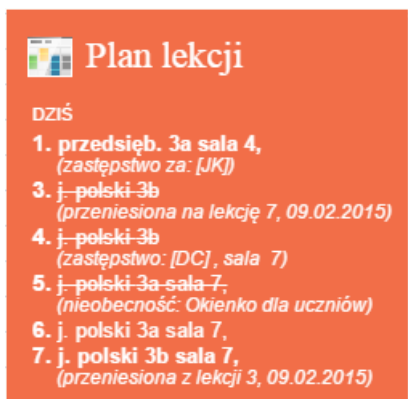 Plan lekcji
DZIŚ
1. przedsięb. 3a sala 4,
(zastępstwo za: [JK])
3. j. polski 3b
(przeniesiona na lekcję 7, 09.02.2015)
4. j. polski 3b
(zastępstwo: [DC] , sala 7)
5. j. polski 3a sala 7,
(nieobecność: Okienko dla uczniów)
6. j. polski 3a sala 7,
7. j. polski 3b sala 7,
(przeniesiona z lekcji 3, 09.02.2015)